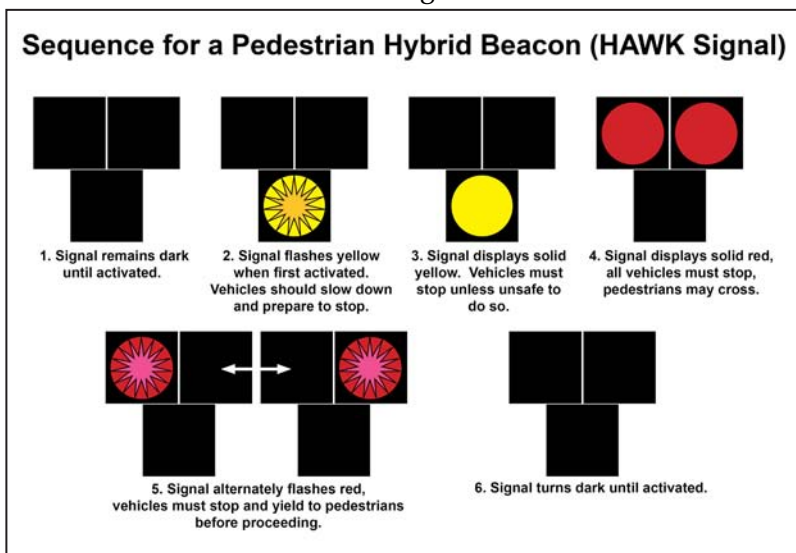 Sequence for a Pedestrian Hybrid Beacon (HAWK Signal)
1. Signal remains dark
until activated.
2. Signal flashes yellow
when first activated.
Vehicles should slow down
and prepare to stop.
3. Signal displays solid
yellow. Vehicles must
stop unless unsafe to
do so.
4. Signal displays solid red,
all vehicles must stop,
pedestrians may cross.
5. Signal alternately flashes red,
vehicles must stop and yield to pedestrians
before proceeding.
6. Signal turns dark until activated.